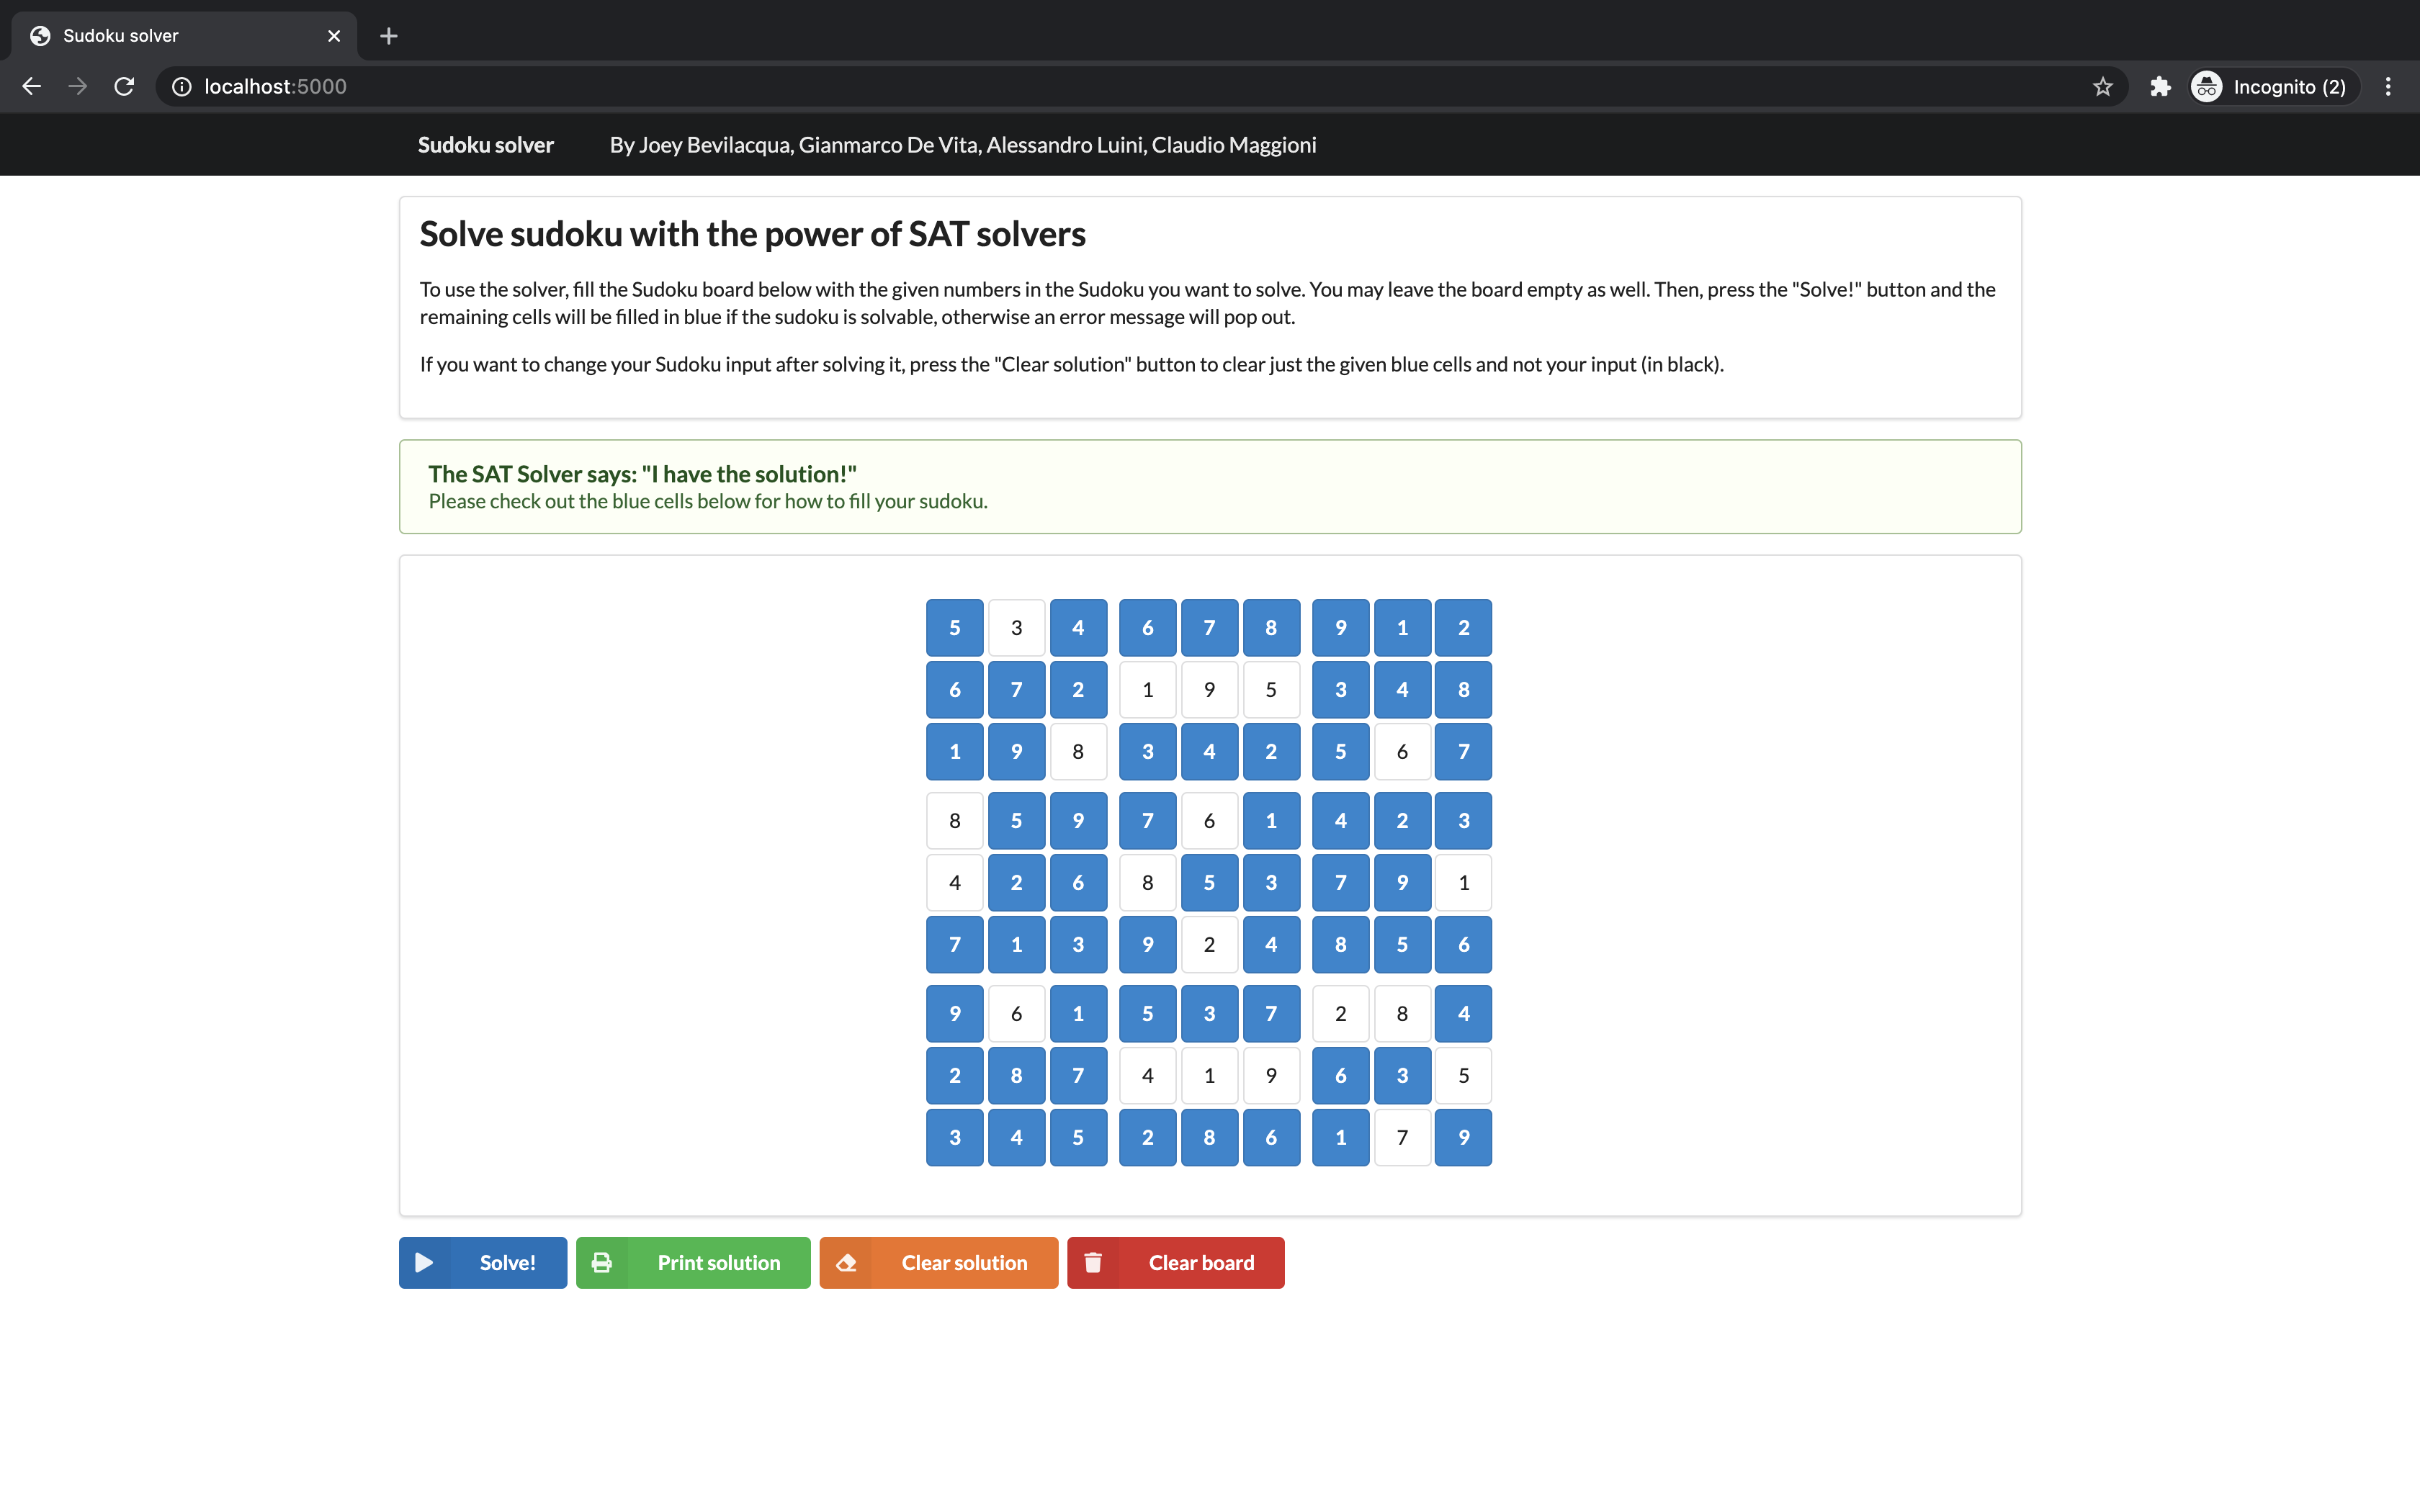 Sudoku solver
localhost:5000
Incognito (2)
Sudoku solver By Joey Bevilacqua, Gianmarco De Vita, Alessandro Luini, Claudio Maggioni
Solve sudoku with the power of SAT solvers
To use the solver, fill the Sudoku board below with the given numbers in the Sudoku you want to solve. You may leave the board empty as well. Then, press the "Solve!" button and the
remaining cells will be filled in blue if the sudoku is solvable, otherwise an error message will pop out.
If you want to change your Sudoku input after solving it, press the "Clear solution" button to clear just the given blue cells and not your input (in black).
The SAT Solver says: "I have the solution!"
Please check out the blue cells below for how to fill your sudoku.
5 3 4 6 7 8 9 1 2
6 7 2 1 9 5 3 4 8
1 9 8 3 4 2 5 6 7
8 5 9 7 6 1 4 2 3
4 2 6 8 5 3 7 9 1
7 1 3 9 2 4 8 5 6
9 6 1 5 3 7 2 8 4
2 8 7 4 1 9 6 3 5
3 4 5 2 8 6 1 7 9
Solve! Print solution Clear solution Clear board